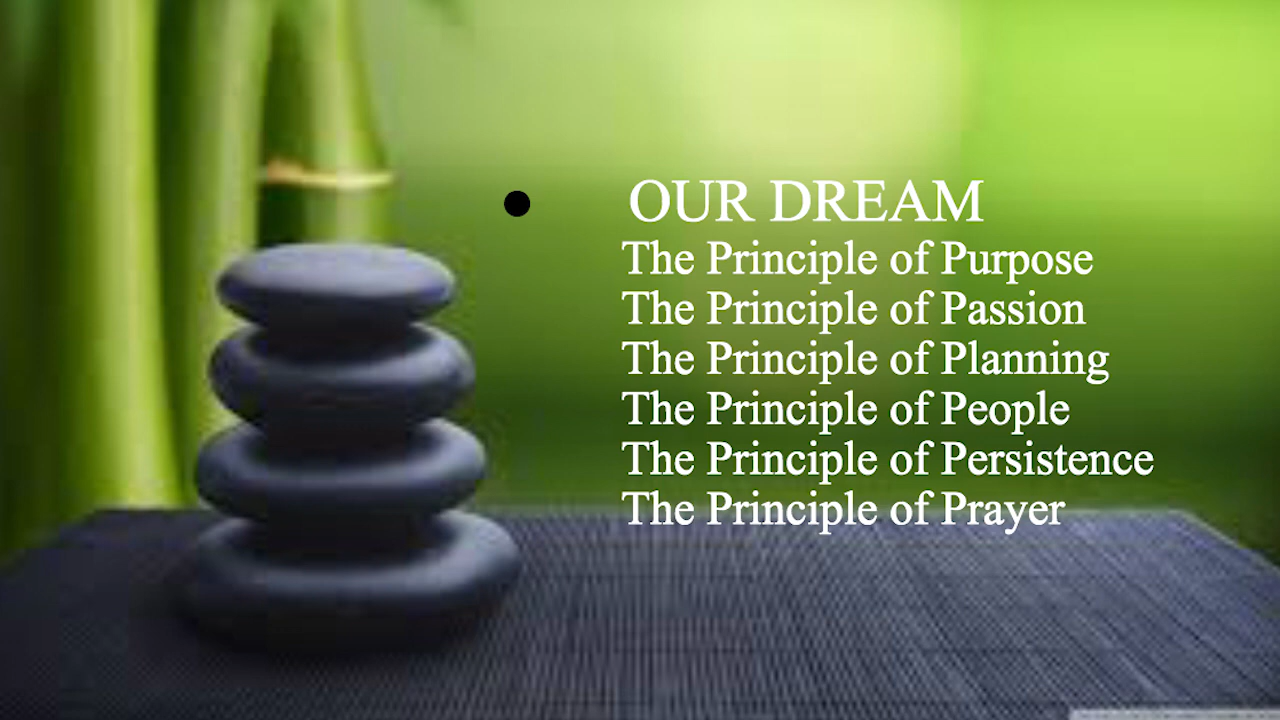 • OUR DREAM
The Principle of Purpose
The Principle of Passion
The Principle of Planning
The Principle of People
The Principle of Persistence
The Principle of Prayer